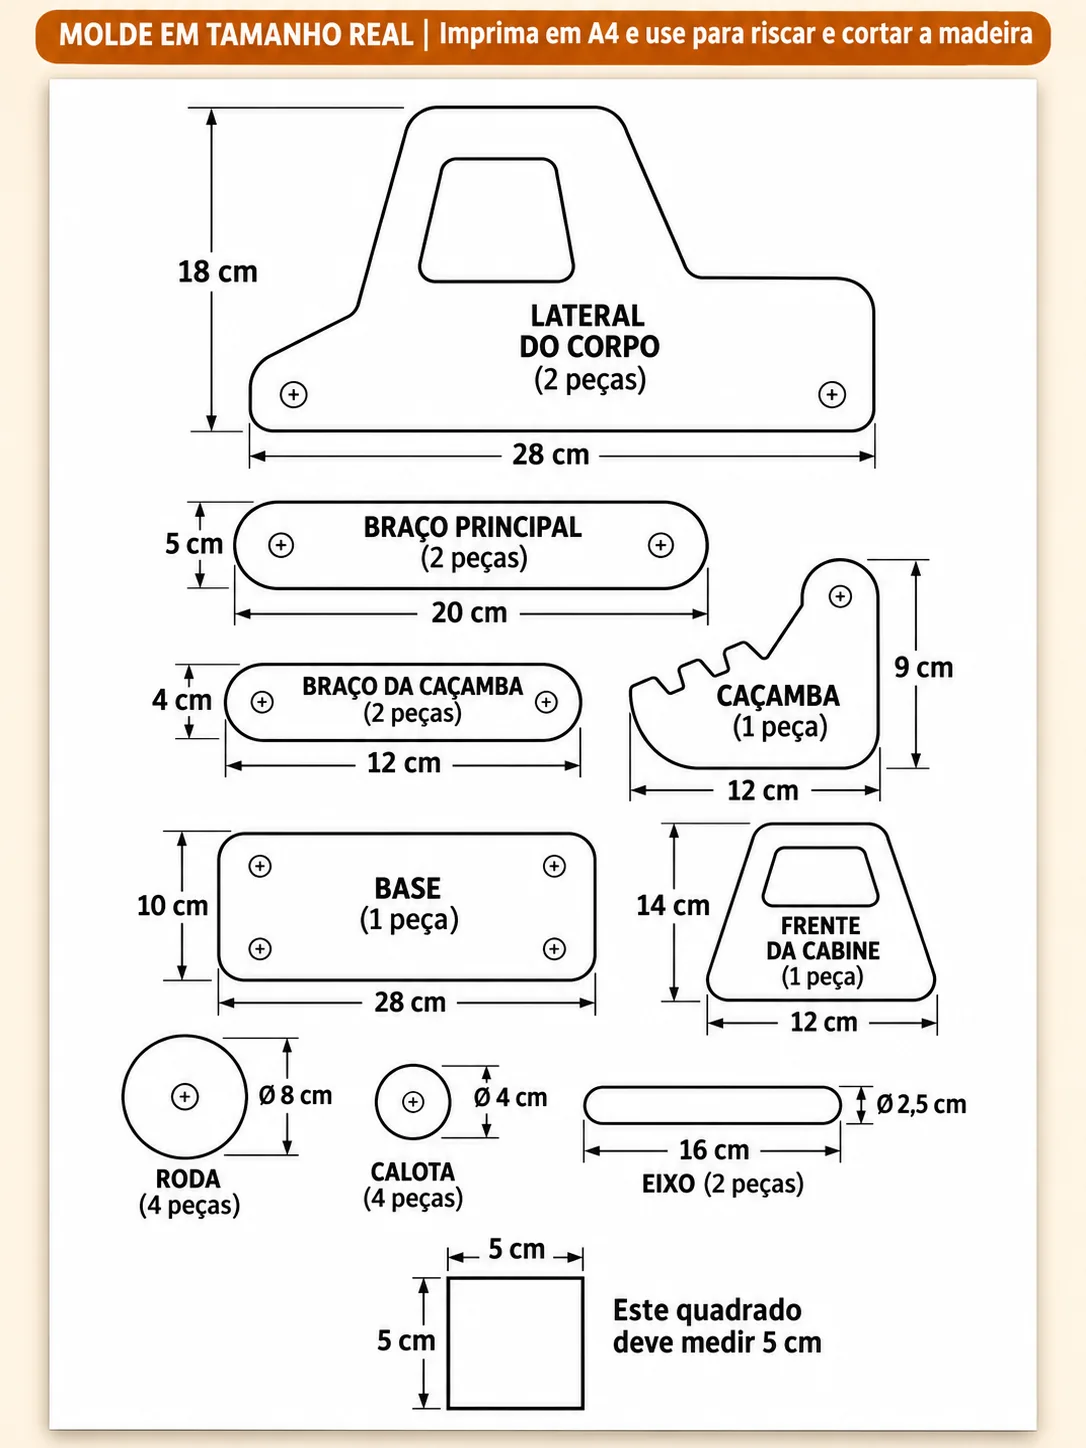 MOLDE EM TAMANHO REAL | Imprima em A4 e use para riscar e cortar a madeira
18 cm
LATERAL
DO CORPO
(2 peças)
28 cm
5 cm
BRAÇO PRINCIPAL
(2 peças)
20 cm
4 cm
BRAÇO DA CAÇAMBA
(2 peças)
12 cm
CAÇAMBA
(1 peça)
9 cm
12 cm
10 cm
BASE
(1 peça)
28 cm
14 cm
FRENTE
DA CABINE
(1 peça)
12 cm
Ø 8 cm
RODA
(4 peças)
Ø 4 cm
CALOTA
(4 peças)
Ø 2,5 cm
16 cm
EIXO (2 peças)
5 cm
5 cm
Este quadrado
deve medir 5 cm